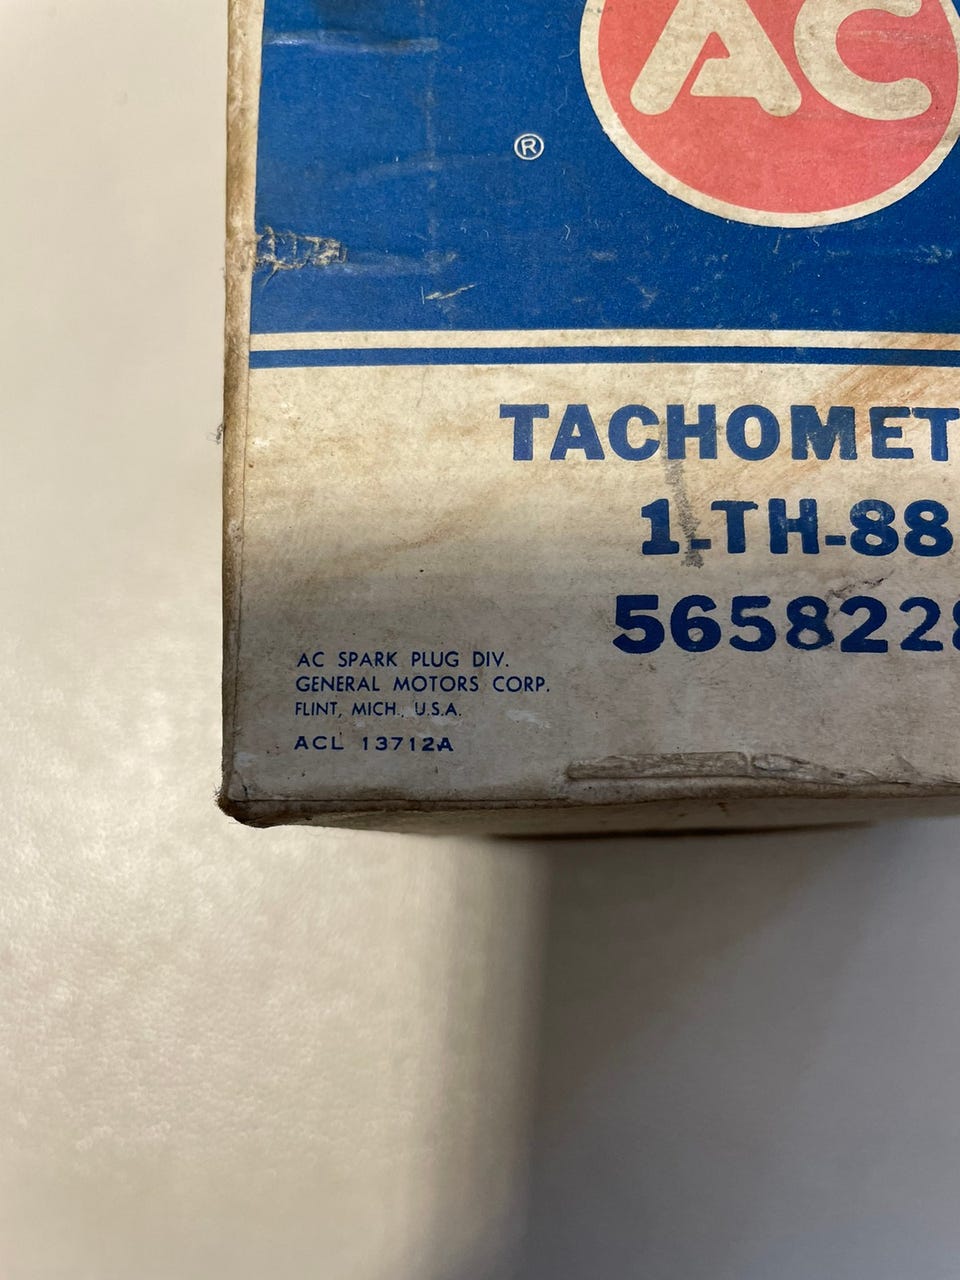 AC
®
TACHOMET
1-TH-88
5658228
AC SPARK PLUG DIV.
GENERAL MOTORS CORP.
FLINT, MICH., U.S.A.
ACL 13712A